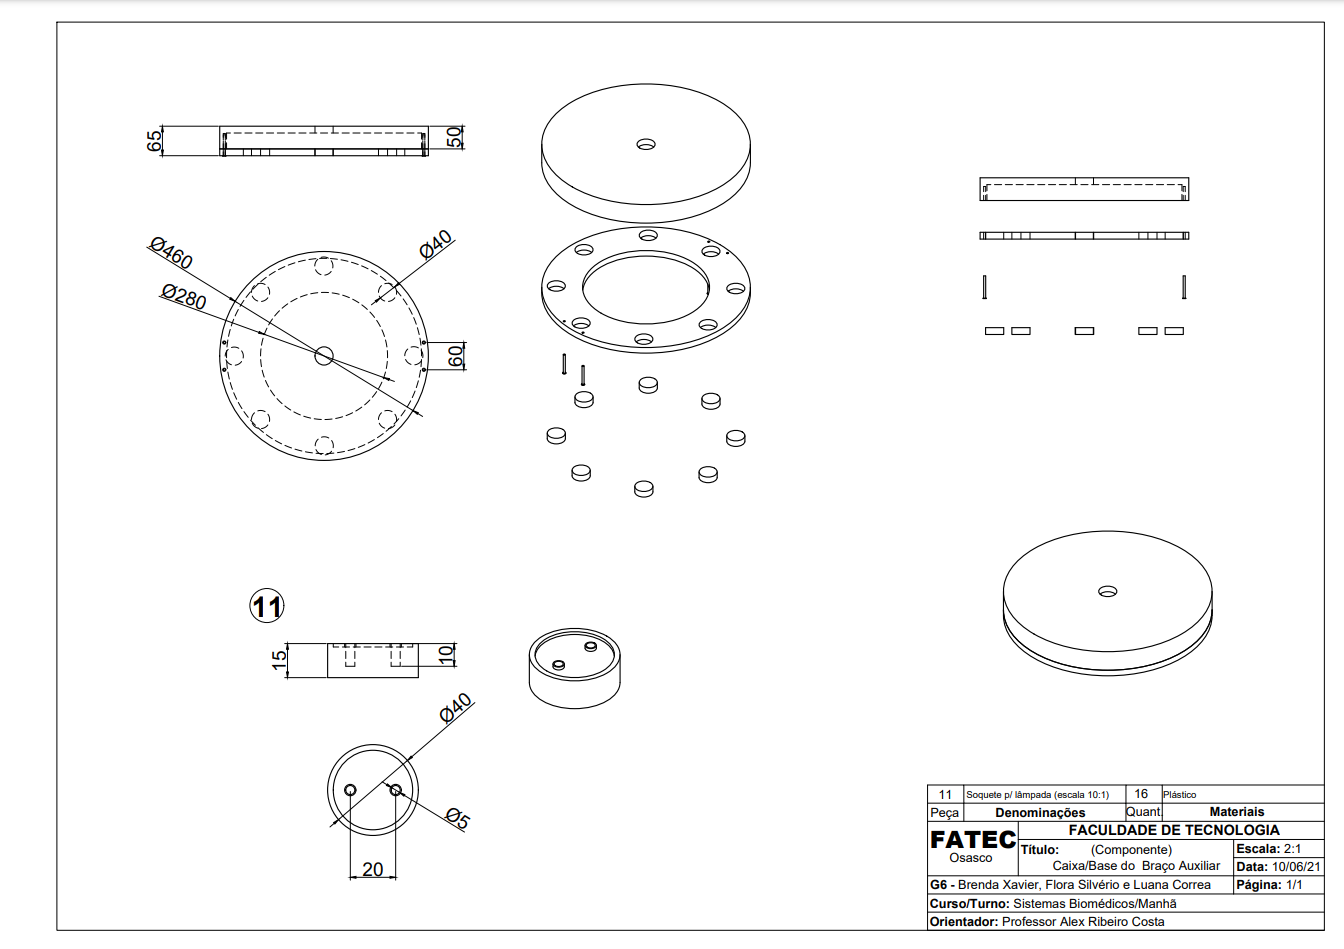 65
50
Ø460
Ø280
Ø40
60
11
15
10
Ø40
Ø5
20
11 Soquete p/ lâmpada (escala 10:1) 16 Plástico
Peça Denominações Quant. Materiais
FATEC
Osasco
FACULDADE DE TECNOLOGIA
Título: (Componente)
Caixa/Base do Braço Auxiliar
Escala: 2:1
Data: 10/06/21
G6 - Brenda Xavier, Flora Silvério e Luana Correa
Página: 1/1
Curso/Turno: Sistemas Biomédicos/Manhã
Orientador: Professor Alex Ribeiro Costa